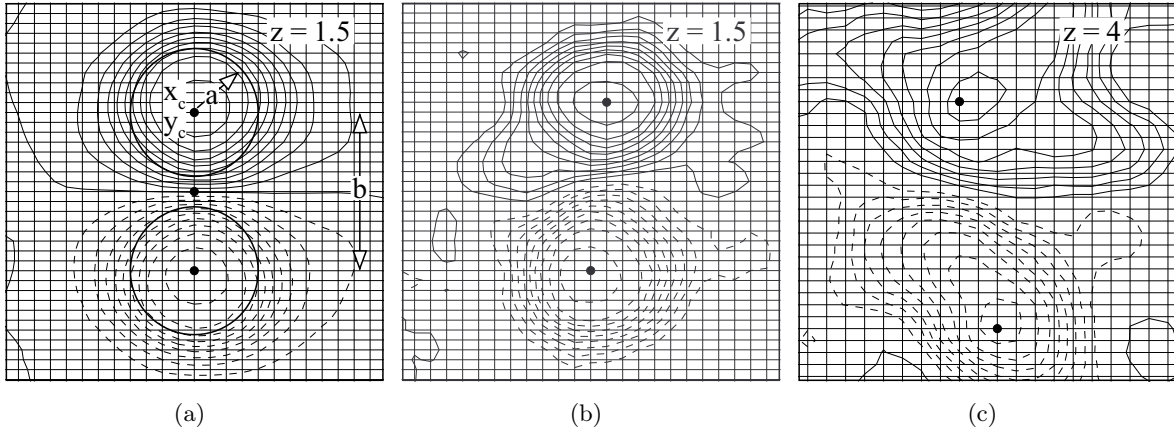 z = 1.5
x_c
a
y_c
b
z = 1.5
z = 4
(a)
(b)
(c)